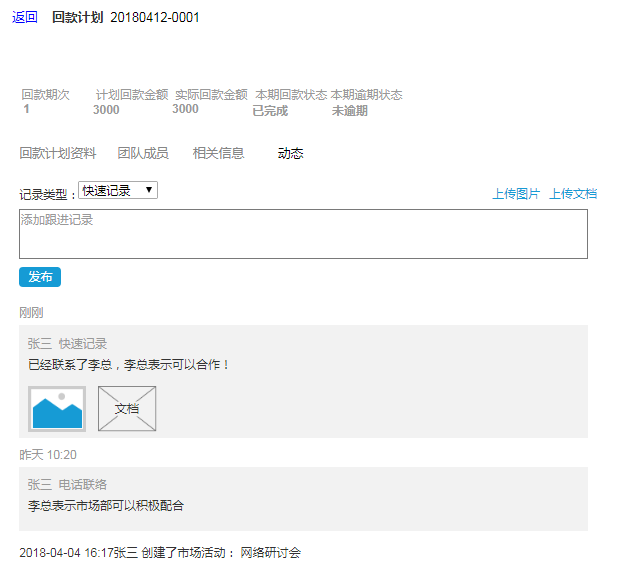 返回 回款计划 20180412-0001
回款期次 计划回款金额 实际回款金额 本期回款状态 本期逾期状态
1 3000 3000 已完成 未逾期
回款计划资料 团队成员 相关信息 动态
记录类型： 快速记录 上传图片 上传文档
添加跟进记录
发布
刚刚
张三 快速记录
已经联系了李总，李总表示可以合作！
文档
昨天 10:20
张三 电话联络
李总表示市场部可以积极配合
2018-04-04 16:17张三 创建了市场活动： 网络研讨会